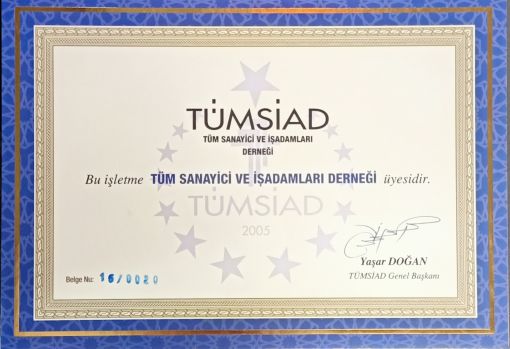 TÜMSİAD
TÜM SANAYİCİ VE İŞADAMLARI
DERNEĞİ
Bu işletme TÜM SANAYİCİ VE İŞADAMLARI DERNEĞİ üyesidir.
TÜMSİAD
2005
Yaşar DOĞAN
TÜMSİAD Genel Başkanı
Belge No: 16/0020